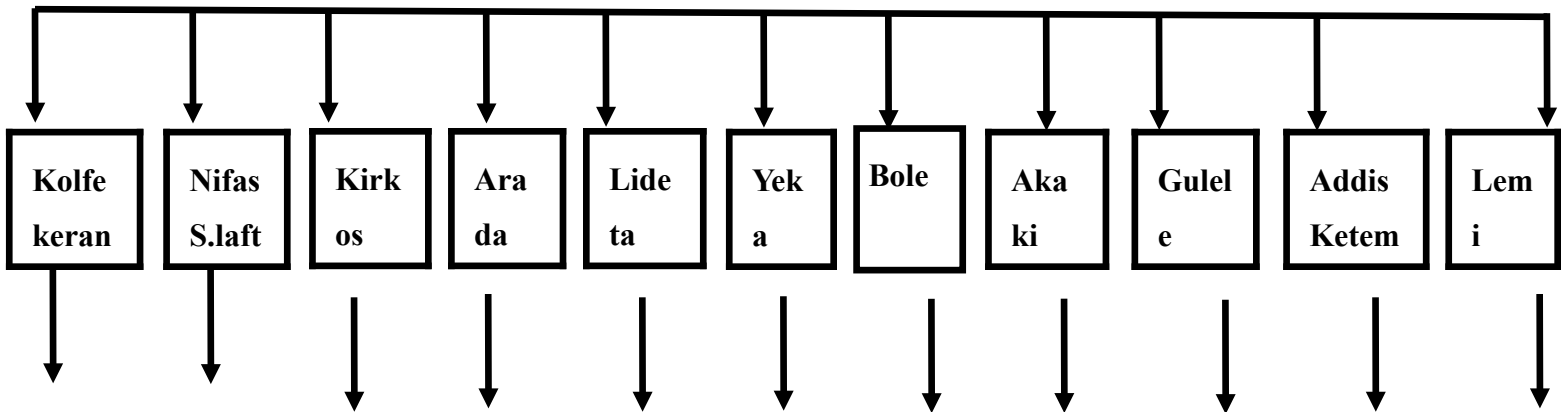 Kolfe
keran
Nifas
S.laft
Kirk
os
Ara
da
Lide
ta
Yek
a
Bole
Aka
ki
Gulel
e
Addis
Ketem
Lem
i